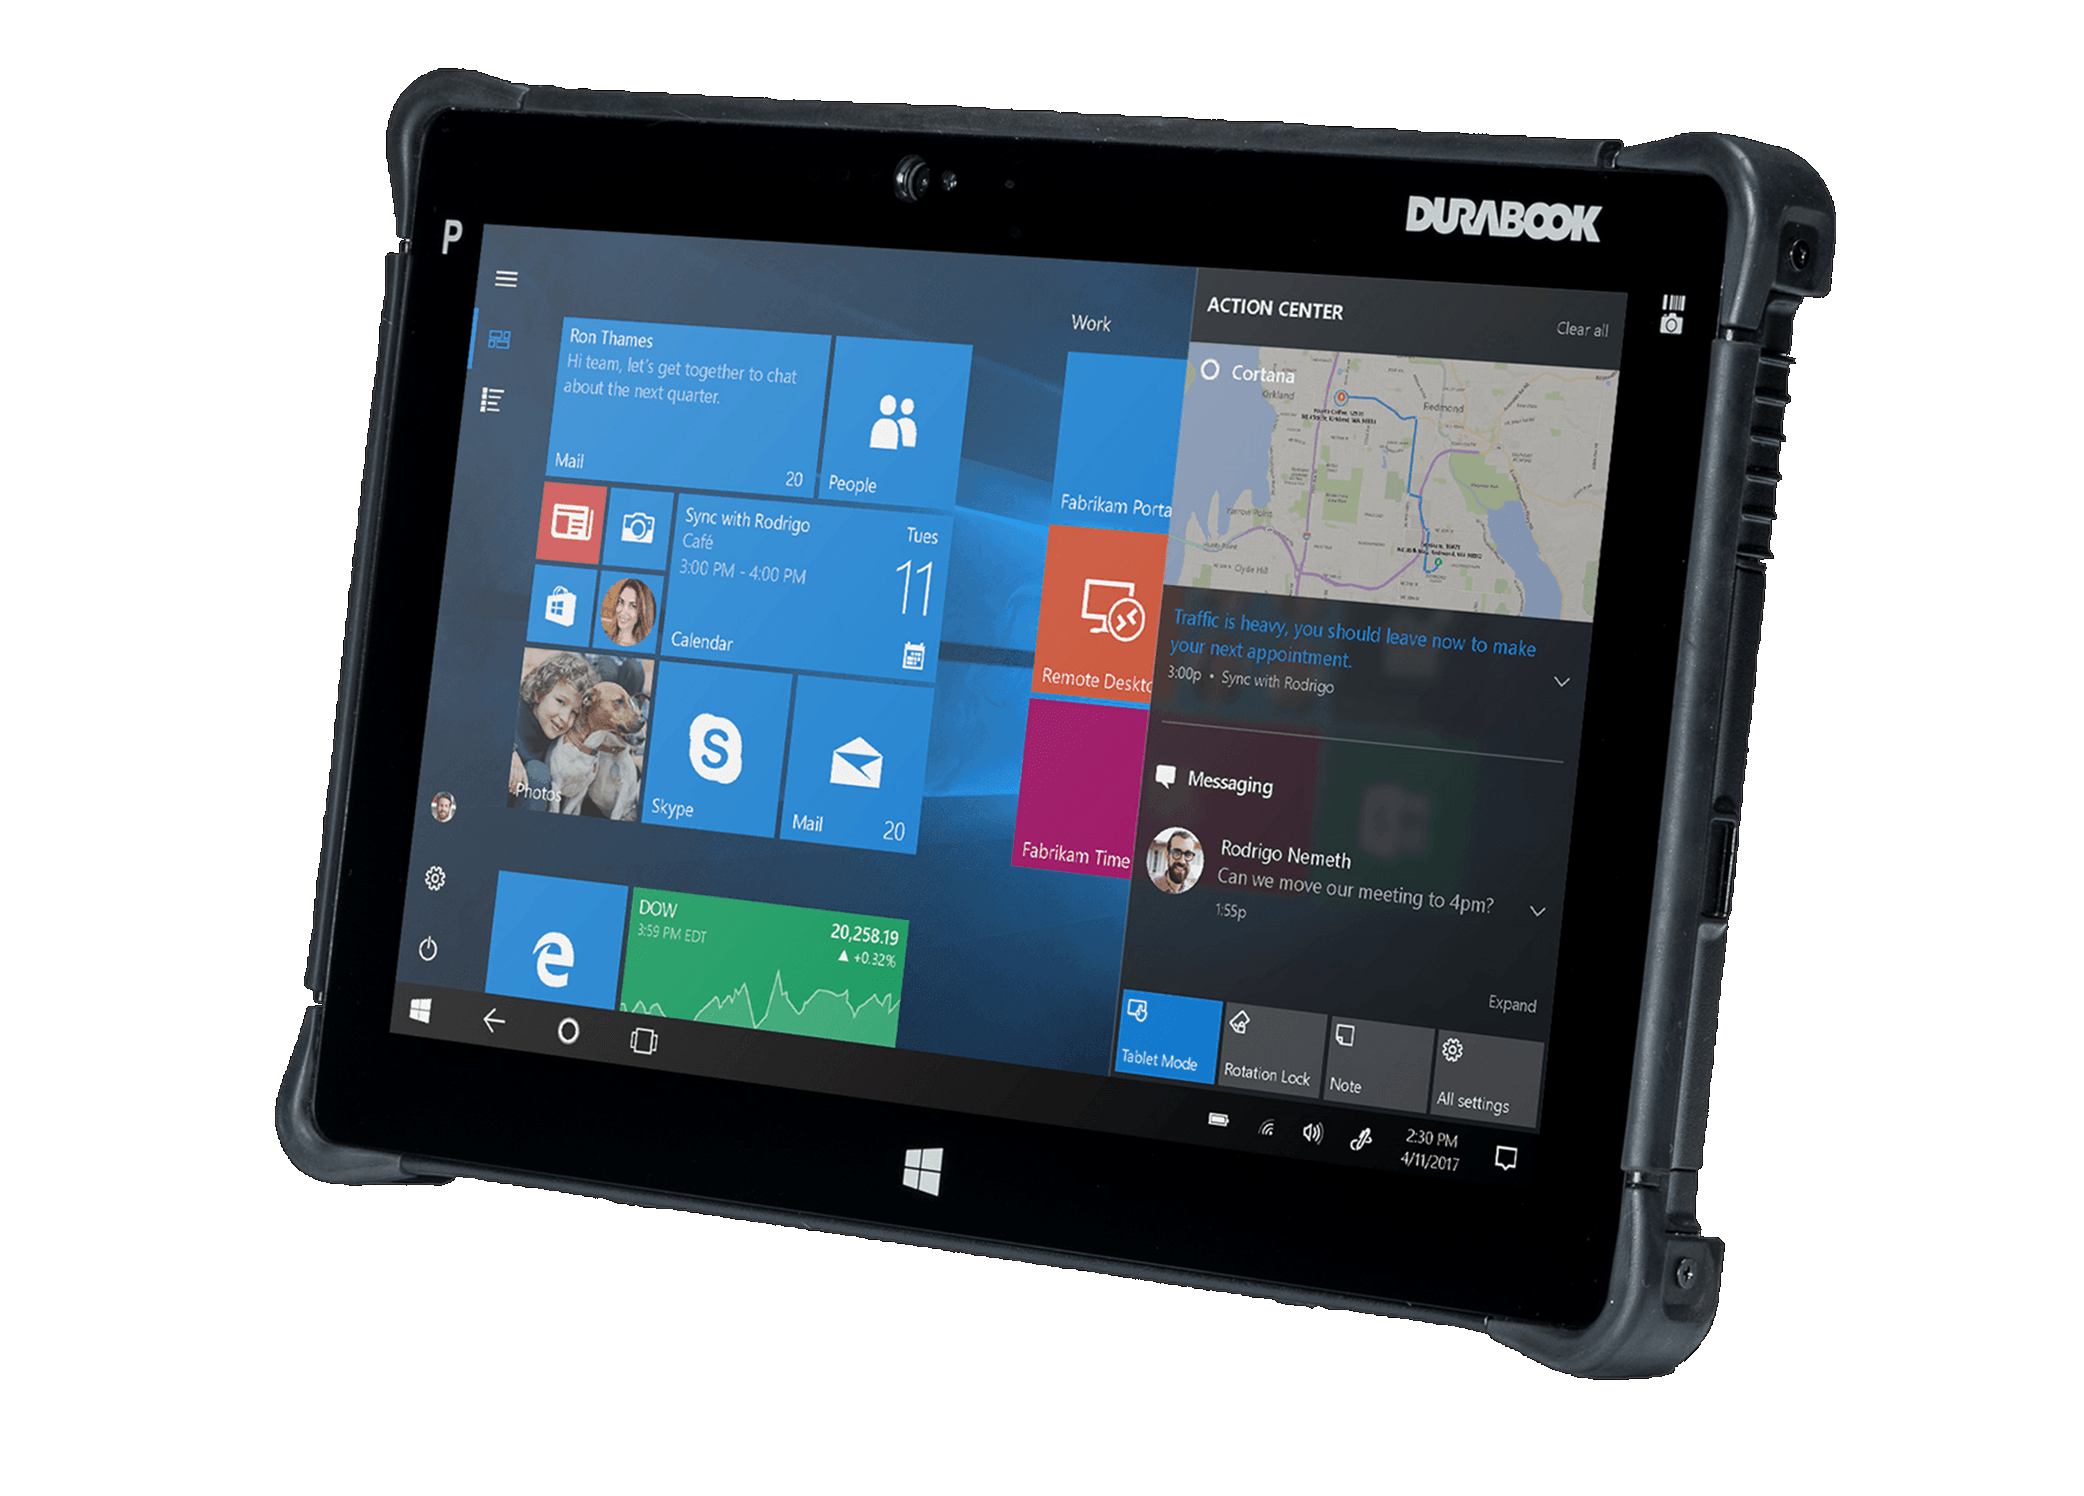 P
DURABOOK
Ron Thames
Hi team, let's get together to chat
about the next quarter.
Mail
20
People
Sync with Rodrigo
Café
3:00 PM - 4:00 PM
Tues
11
Calendar
Photos
Skype
Mail
20
DOW
3:59 PM EDT
20,258.19
▲ +0.32%
Work
Fabrikam Porta
Remote Deskto
Fabrikam Time
ACTION CENTER
Clear all
Cortana
Kirkland
Redmond
Yarrow Point
Clyde Hill
Traffic is heavy, you should leave now to make
your next appointment.
3:00p • Sync with Rodrigo
Messaging
Rodrigo Nemeth
Can we move our meeting to 4pm?
1:55p
Expand
Tablet Mode
Rotation Lock
Note
All settings
2:30 PM
4/11/2017